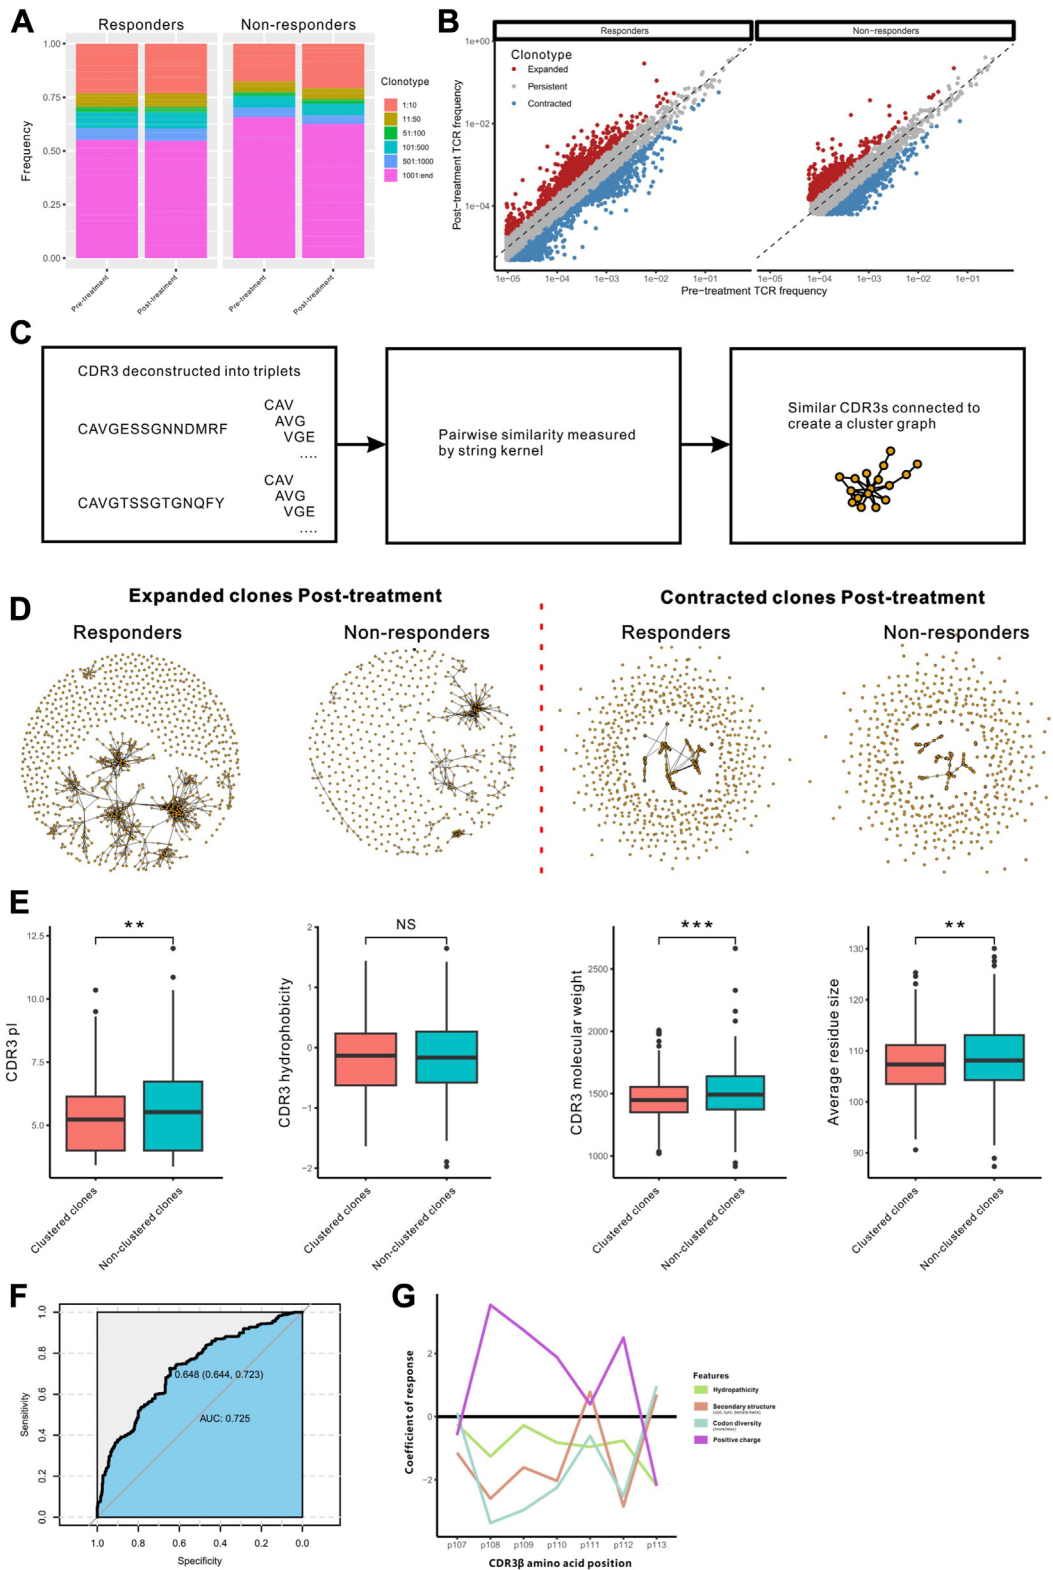 A
Responders
Non-responders
1.00
0.75
0.50
0.25
0.00
Frequency
Pre-treatment
Post-treatment
Pre-treatment
Post-treatment
Clonotype
1:10
11:50
51:100
101:500
501:1000
1001:end
B
Responders
Non-responders
Clonotype
Expanded
Persistent
Contracted
Post-treatment TCR frequency
1e+00
1e-02
1e-04
1e-05
1e-04
1e-03
1e-02
1e-01
1e-05
1e-04
1e-03
1e-02
1e-01
Pre-treatment TCR frequency
C
CDR3 deconstructed into triplets
CAVGESSGNNDMRF
CAV
AVG
VGE
....
CAVGTSSGTGNQFY
CAV
AVG
VGE
....
Pairwise similarity measured
by string kernel
Similar CDR3s connected to
create a cluster graph
D
Expanded clones Post-treatment
Contracted clones Post-treatment
Responders
Non-responders
Responders
Non-responders
E
CDR3 pI
12.5
10.0
7.5
5.0
**
Clustered clones
Non-clustered clones
CDR3 hydrophobicity
2
1
0
−1
−2
NS
Clustered clones
Non-clustered clones
CDR3 molecular weight
2500
2000
1500
1000
***
Clustered clones
Non-clustered clones
Average residue size
130
120
110
100
90
**
Clustered clones
Non-clustered clones
F
Sensitivity
1.0
0.8
0.6
0.4
0.2
0.0
0.648 (0.644, 0.723)
AUC: 0.725
1.0
0.8
0.6
0.4
0.2
0.0
Specificity
G
Coefficient of response
2
0
−2
p107
p108
p109
p110
p111
p112
p113
CDR3β amino acid position
Features
Hydropathicity
Secondary structure
(coil, turn, bend/α helix)
Codon diversity
(more/less)
Positive charge